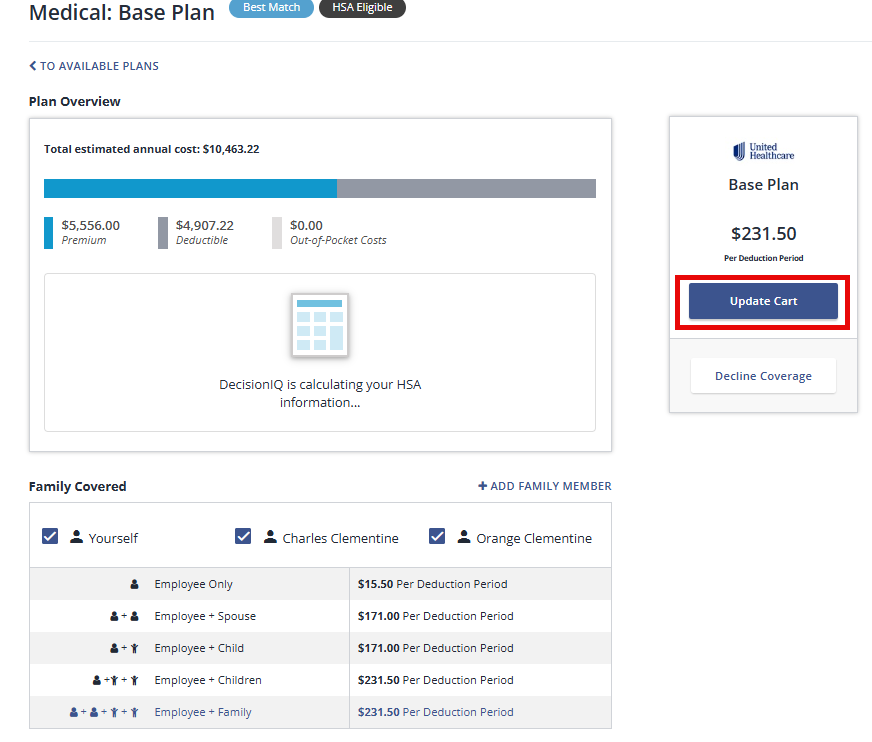 Medical: Base Plan
Best Match
HSA Eligible
TO AVAILABLE PLANS
Plan Overview
Total estimated annual cost: $10,463.22
$5,556.00
Premium
$4,907.22
Deductible
$0.00
Out-of-Pocket Costs
DecisionIQ is calculating your HSA
information...
United
Healthcare
Base Plan
$231.50
Per Deduction Period
Update Cart
Decline Coverage
Family Covered
+ ADD FAMILY MEMBER
Yourself
Charles Clementine
Orange Clementine
Employee Only $15.50 Per Deduction Period
Employee + Spouse $171.00 Per Deduction Period
Employee + Child $171.00 Per Deduction Period
Employee + Children $231.50 Per Deduction Period
Employee + Family $231.50 Per Deduction Period